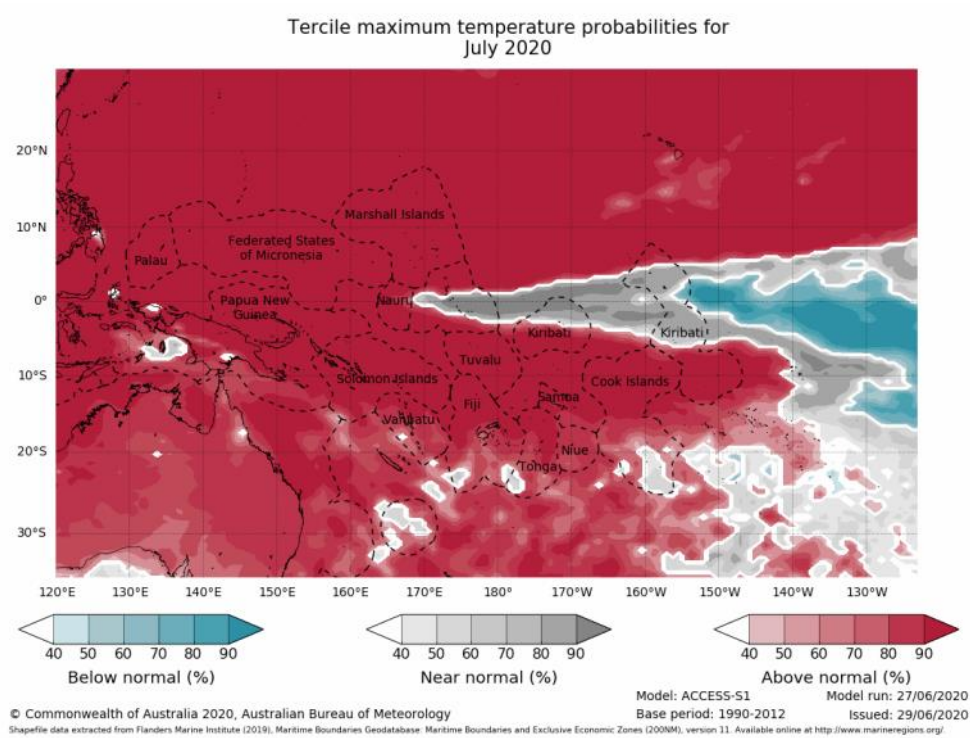 Tercile maximum temperature probabilities for
July 2020
20°N
10°N
0°
10°S
20°S
30°S
Marshall Islands
Federated States
of Micronesia
Palau
Papua New
Guinea
Nauru
Kiribati
Kiribati
Tuvalu
Solomon Islands
Cook Islands
Fiji
Samoa
Vanuatu
Niue
Tonga
120°E 130°E 140°E 150°E 160°E 170°E 180° 170°W 160°W 150°W 140°W 130°W
40 50 60 70 80 90
Below normal (%)
40 50 60 70 80 90
Near normal (%)
40 50 60 70 80 90
Above normal (%)
Model: ACCESS-S1 Model run: 27/06/2020
© Commonwealth of Australia 2020, Australian Bureau of Meteorology Base period: 1990-2012 Issued: 29/06/2020
Shapefile data extracted from Flanders Marine Institute (2019), Maritime Boundaries Geodatabase: Maritime Boundaries and Exclusive Economic Zones (200NM), version 11. Available online at http://www.marineregions.org/.